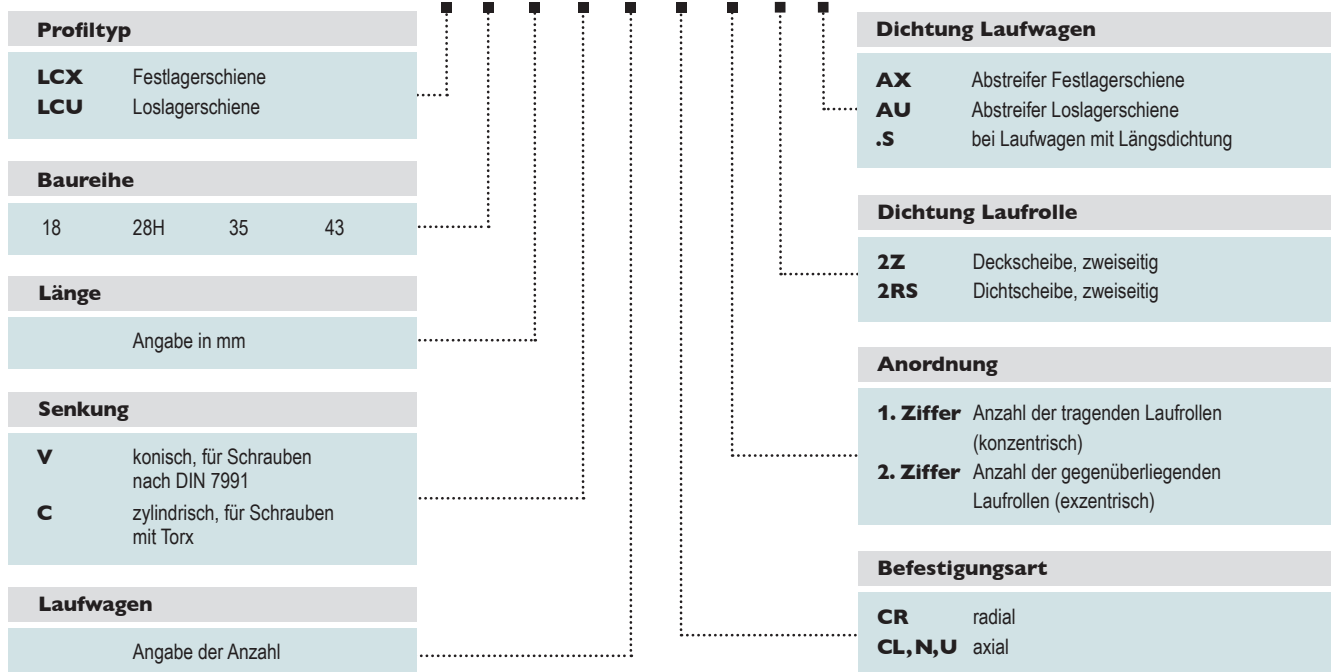 Profiltyp
LCX Festlagerschiene
LCU Loslagerschiene
Baureihe
18 28H 35 43
Länge
Angabe in mm
Senkung
V konisch, für Schrauben
nach DIN 7991
C zylindrisch, für Schrauben
mit Torx
Laufwagen
Angabe der Anzahl
Dichtung Laufwagen
AX Abstreifer Festlagerschiene
AU Abstreifer Loslagerschiene
.S bei Laufwagen mit Längsdichtung
Dichtung Laufrolle
2Z Deckscheibe, zweiseitig
2RS Dichtscheibe, zweiseitig
Anordnung
1. Ziffer Anzahl der tragenden Laufrollen
(konzentrisch)
2. Ziffer Anzahl der gegenüberliegenden
Laufrollen (exzentrisch)
Befestigungsart
CR radial
CL,N,U axial